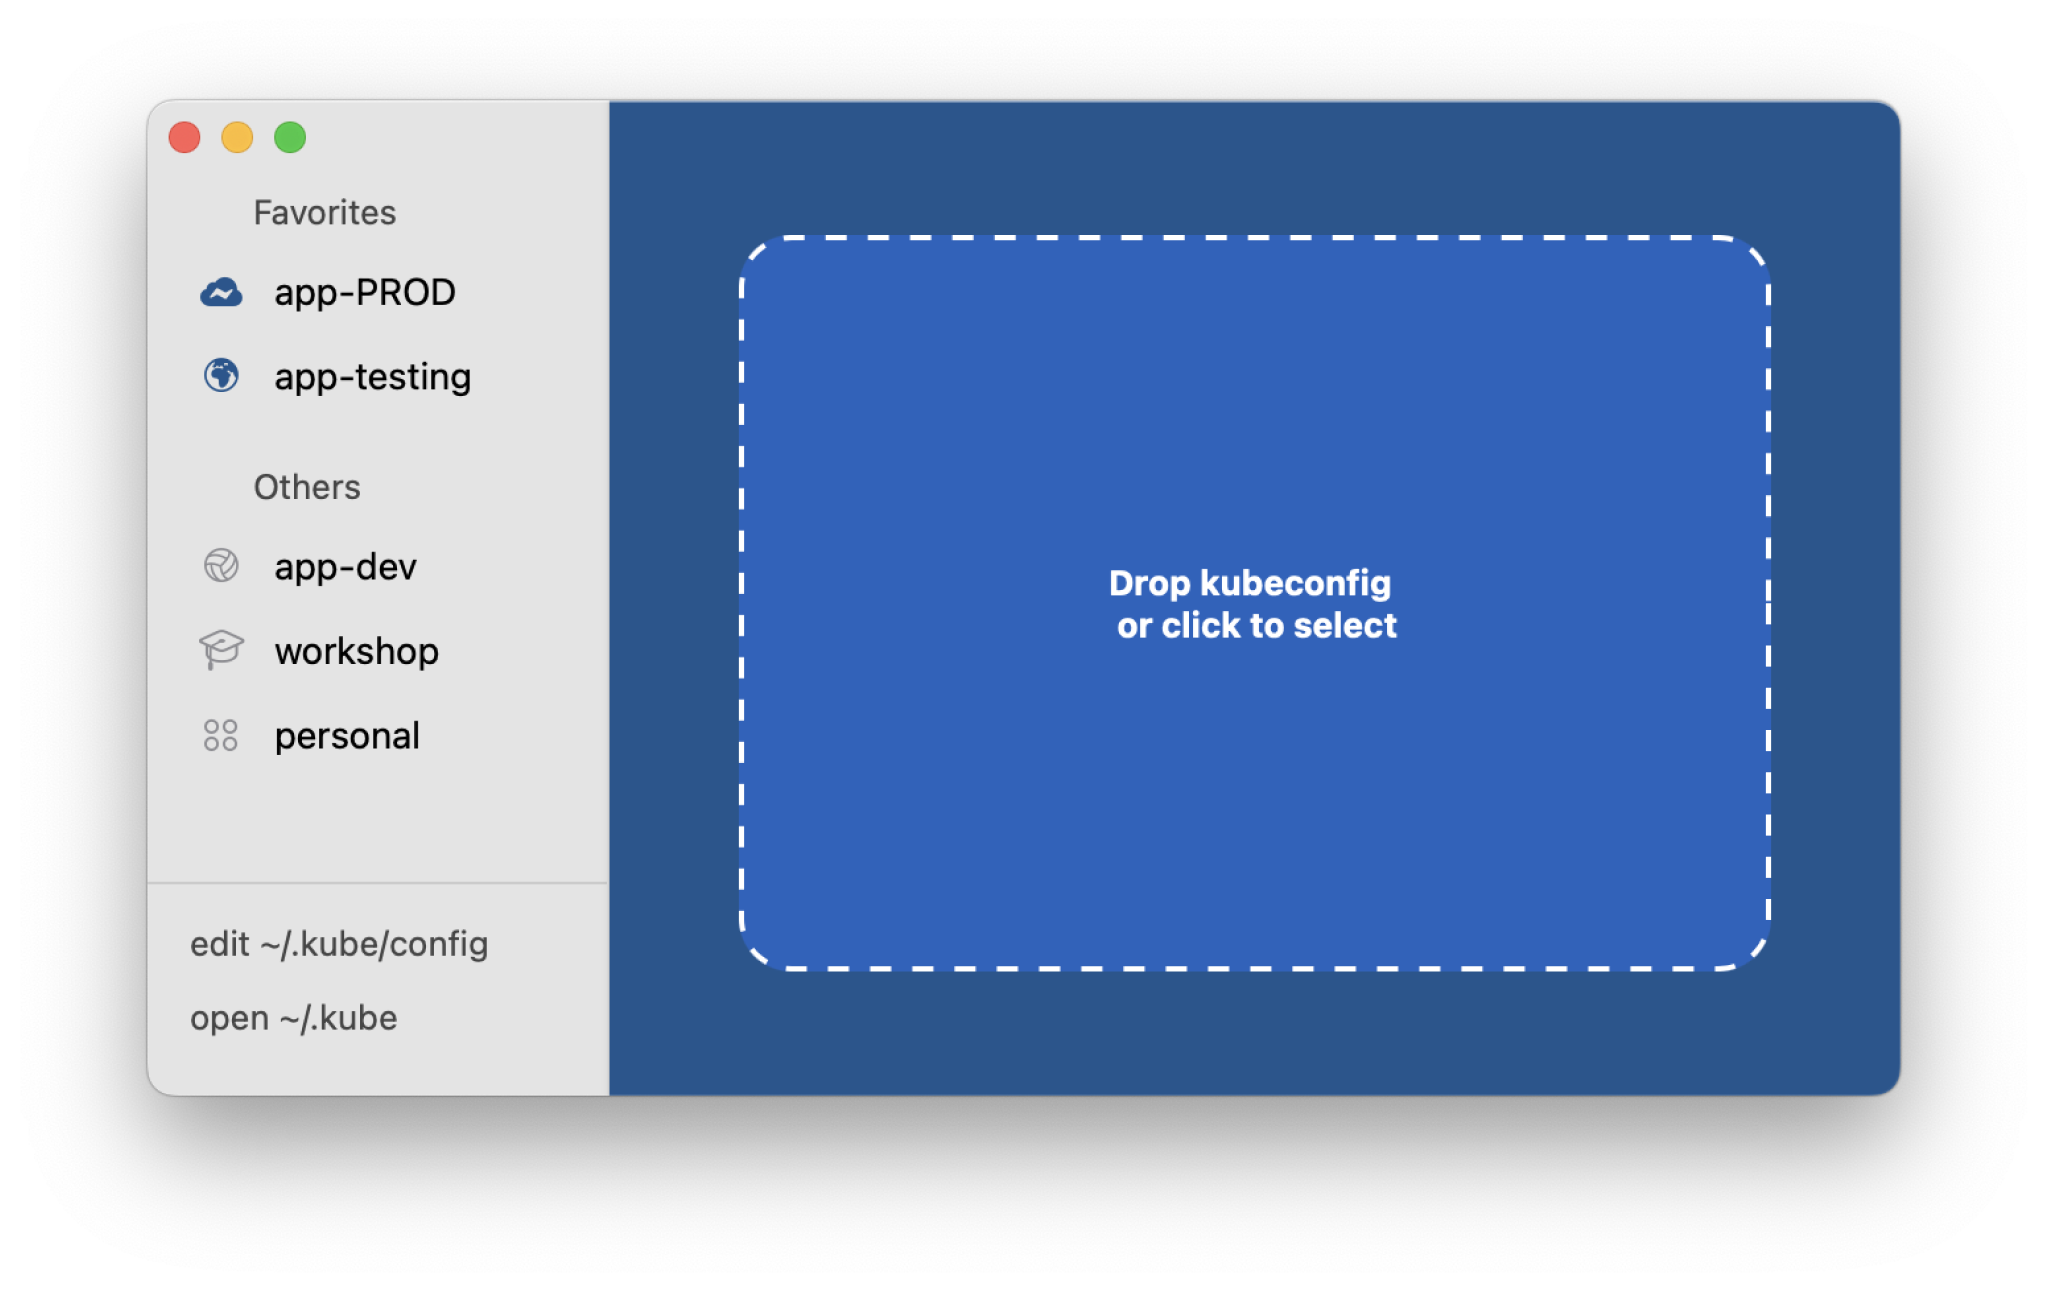 Favorites
app-PROD
app-testing
Others
app-dev
workshop
personal
edit ~/.kube/config
open ~/.kube
Drop kubeconfig
or click to select